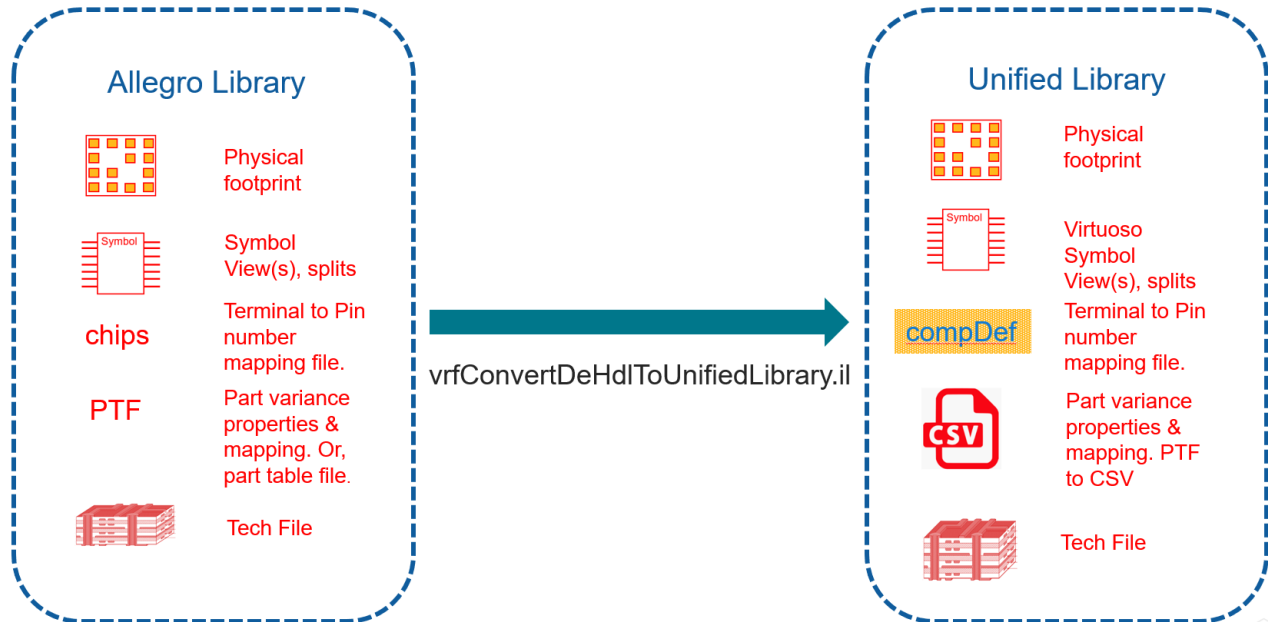 Allegro Library
Physical
footprint
Symbol
Symbol
View(s), splits
chips
Terminal to Pin
number
mapping file.
PTF
Part variance
properties &
mapping. Or,
part table file.
Tech File
vrfConvertDeHdlToUnifiedLibrary.il
Unified Library
Physical
footprint
Symbol
Virtuoso
Symbol
View(s), splits
compDef
Terminal to Pin
number
mapping file.
CSV
Part variance
properties &
mapping. PTF
to CSV
Tech File